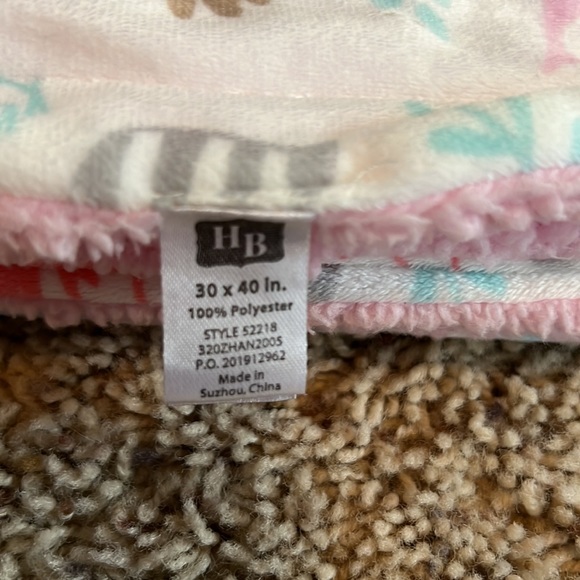 HB
30 x 40 in.
100% Polyester
STYLE 52218
320ZHAN2005
P.O. 201912962
Made in
Suzhou, China